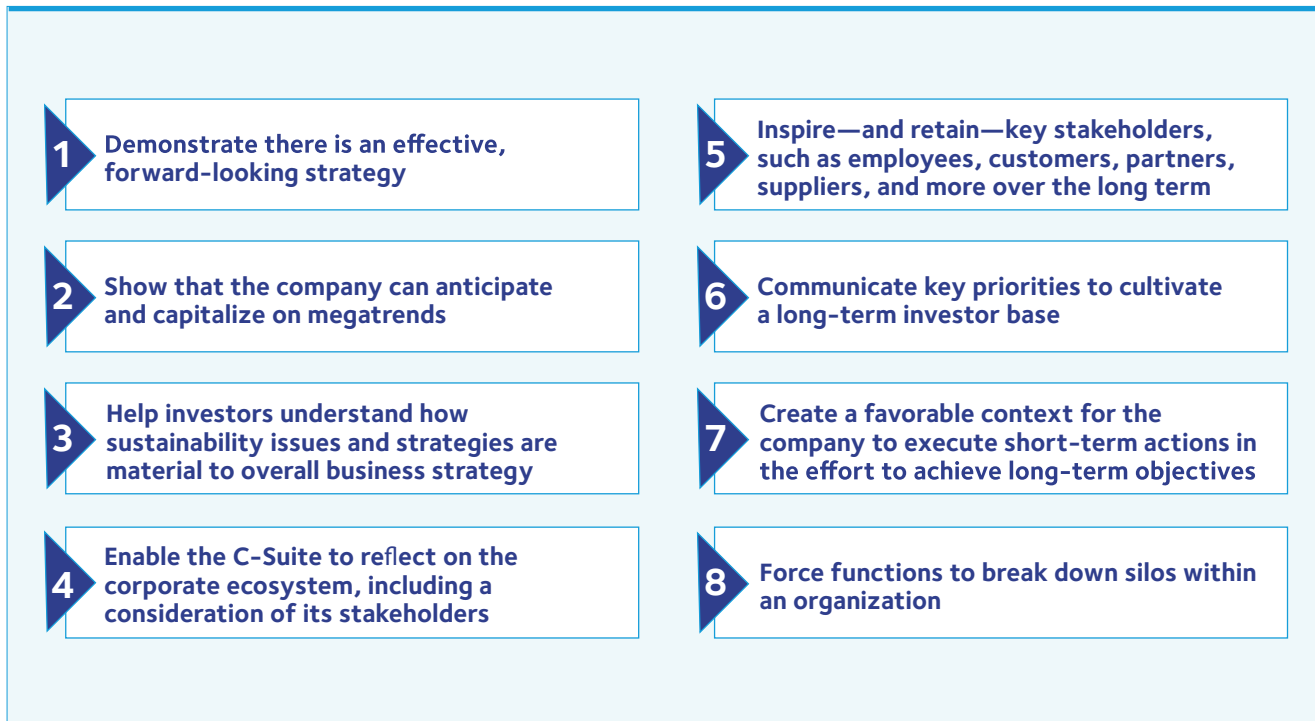 1
Demonstrate there is an effective,
forward-looking strategy
2
Show that the company can anticipate
and capitalize on megatrends
3
Help investors understand how
sustainability issues and strategies are
material to overall business strategy
4
Enable the C-Suite to reflect on the
corporate ecosystem, including a
consideration of its stakeholders
5
Inspire—and retain—key stakeholders,
such as employees, customers, partners,
suppliers, and more over the long term
6
Communicate key priorities to cultivate
a long-term investor base
7
Create a favorable context for the
company to execute short-term actions in
the effort to achieve long-term objectives
8
Force functions to break down silos within
an organization